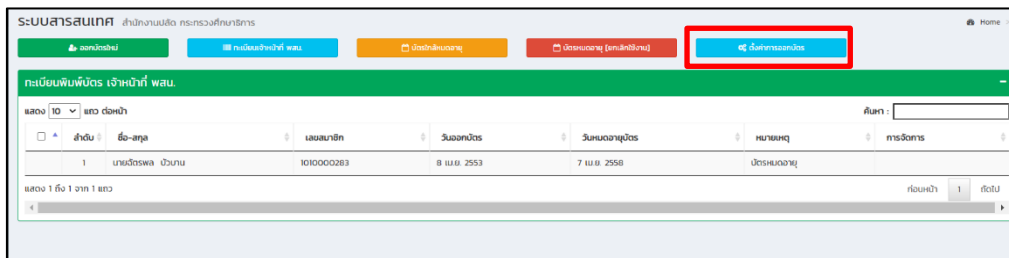 ระบบสารสนเทศ สำนักงานปลัด กระทรวงศึกษาธิการ
Home
ออกบัตรใหม่
ทะเบียนเจ้าหน้าที่ พสน.
บัตรใกล้หมดอายุ
บัตรหมดอายุ (ยกเลิกใช้งาน)
ตั้งค่าการออกบัตร
ทะเบียนพิมพ์บัตร เจ้าหน้าที่ พสน.
แสดง 10 แถว ต่อหน้า
ค้นหา :
ลำดับ ชื่อ-สกุล เลขสมาชิก วันออกบัตร วันหมดอายุบัตร หมายเหตุ การจัดการ
1 นายฉัตรพล บัวบาน 1010000283 8 เม.ย. 2553 7 เม.ย. 2558 บัตรหมดอายุ
แสดง 1 ถึง 1 จาก 1 แถว
ก่อนหน้า 1 ถัดไป